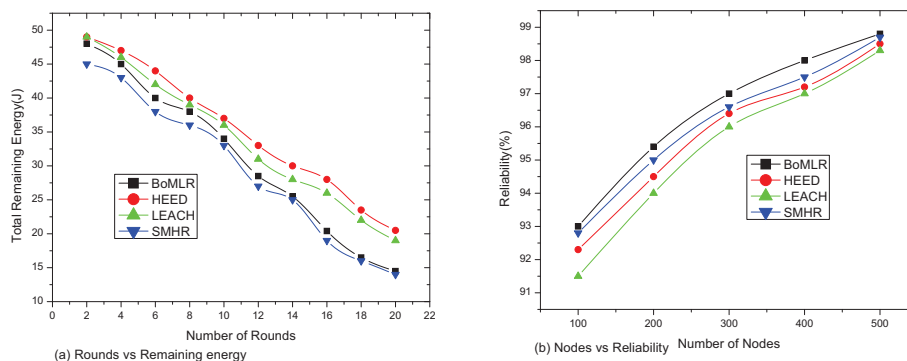 50
45
40
35
30
25
20
15
10
Total Remaining Energy(J)
BoMLR
HEED
LEACH
SMHR
0 2 4 6 8 10 12 14 16 18 20 22
Number of Rounds
(a) Rounds vs Remaining energy
99
98
97
96
95
94
93
92
91
Reliability(%)
BoMLR
HEED
LEACH
SMHR
100 200 300 400 500
(b) Nodes vs Reliability Number of Nodes